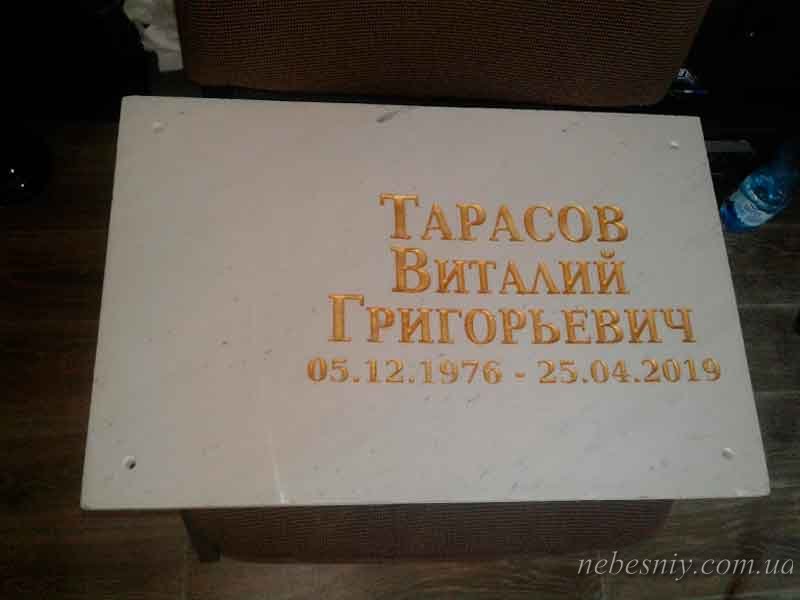 ТАРАСОВ
ВИТАЛИЙ
ГРИГОРЬЕВИЧ
05.12.1976 - 25.04.2019
nebesniy.com.ua